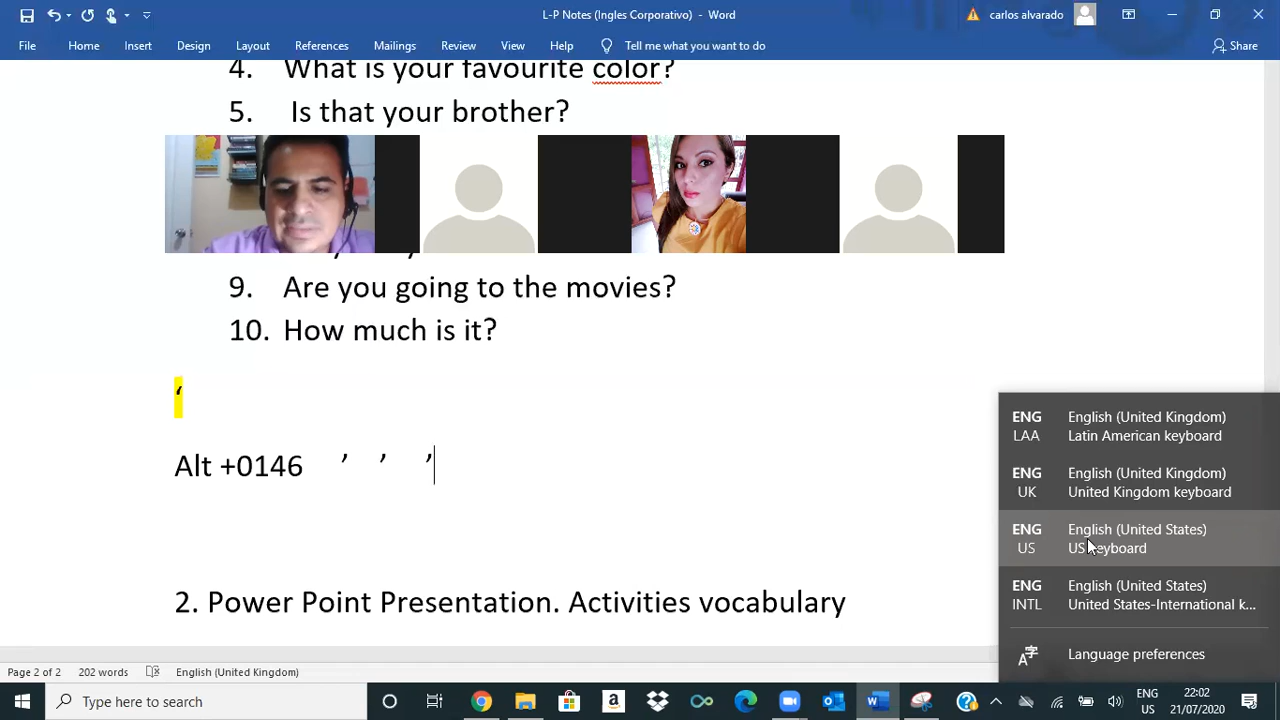 L-P Notes (Ingles Corporativo) - Word
carlos alvarado
File Home Insert Design Layout References Mailings Review View Help Tell me what you want to do Share
4. What is your favourite color?
5. Is that your brother?
9. Are you going to the movies?
10. How much is it?
‘
Alt +0146 ’ ’ ’
2. Power Point Presentation. Activities vocabulary
ENG English (United Kingdom)
LAA Latin American keyboard
ENG English (United Kingdom)
UK United Kingdom keyboard
ENG English (United States)
US US keyboard
ENG English (United States)
INTL United States-International k...
Language preferences
Page 2 of 2 202 words English (United Kingdom)
Type here to search
ENG
US
22:02
21/07/2020